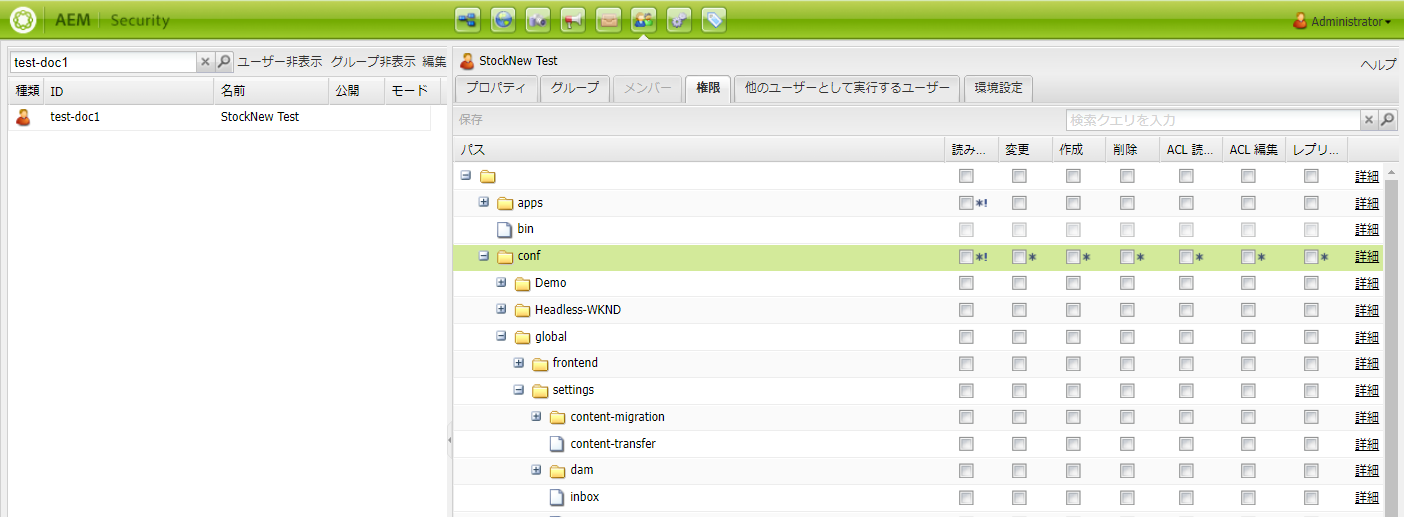 AEM Security Administrator
test-doc1 ユーザー非表示 グループ非表示 編集
種類 ID 名前 公開 モード
test-doc1 StockNew Test
StockNew Test
ヘルプ
プロパティ グループ メンバー 権限 他のユーザーとして実行するユーザー 環境設定
保存 検索クエリを入力
パス 読み... 変更 作成 削除 ACL 読... ACL 編集 レプリ...
詳細
apps *! 詳細
bin 詳細
conf *! * * * * * * 詳細
Demo 詳細
Headless-WKND 詳細
global 詳細
frontend 詳細
settings 詳細
content-migration 詳細
content-transfer 詳細
dam 詳細
inbox 詳細